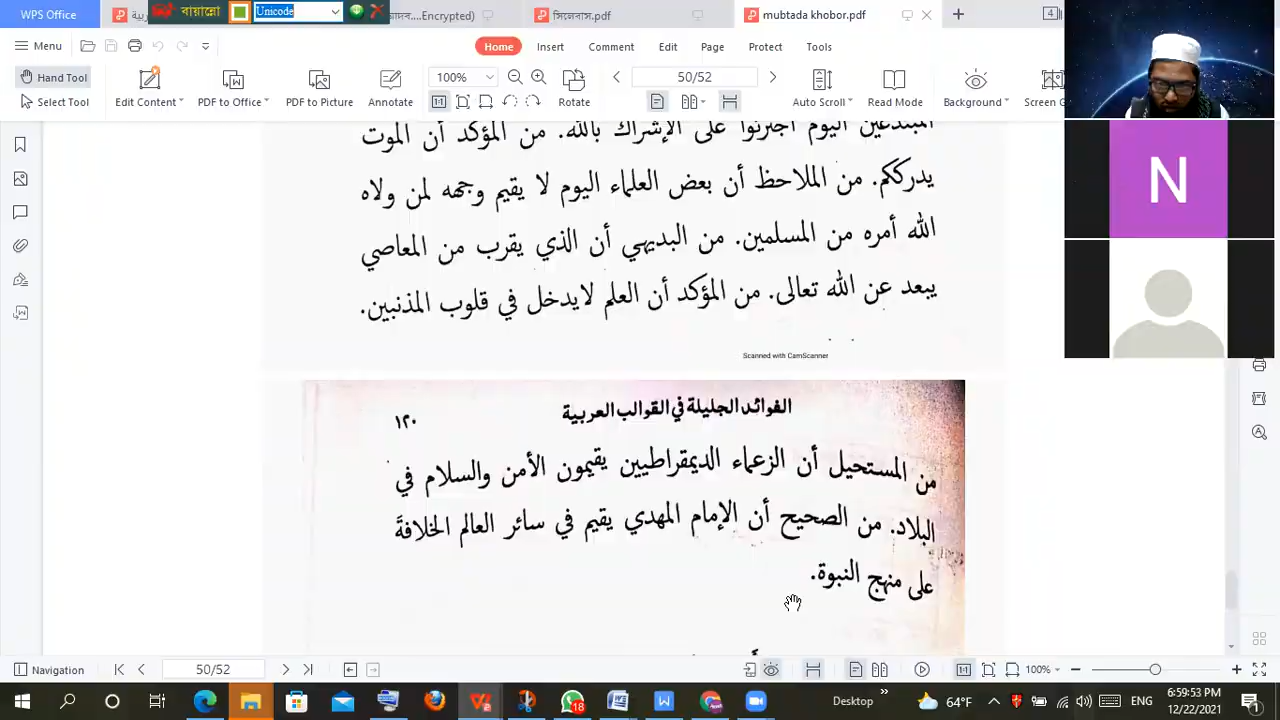 WPS Office
বায়ান্নো
Unicode
....Encrypted)
সিলেবাস.pdf
mubtada khobor.pdf
Menu
Home
Insert
Comment
Edit
Page
Protect
Tools
Hand Tool
Select Tool
Edit Content
PDF to Office
PDF to Picture
Annotate
100%
Rotate
50/52
Auto Scroll
Read Mode
Background
المبتدعين اليوم اجترئوا على الإشراك بالله. من المؤكد أن الموت
يدرككم. من الملاحظ أن بعض العلماء اليوم لا يقيم وجهه لمن ولاه
الله أمره من المسلمين. من البديهي أن الذي يقرب من المعاصي
يبعد عن الله تعالى. من المؤكد أن العلم لايدخل في قلوب المذنبين.
Scanned with CamScanner
الفوائد الجليلة في القوالب العربية
١٢٠
من المستحيل أن الزعماء الديمقراطيين يقيمون الأمن والسلام في
البلاد. من الصحيح أن الإمام المهدي يقيم في سائر العالم الخلافةَ
على منهج النبوة.
N
Navigation
50/52
100%
18
Desktop
64°F
ENG
6:59:53 PM
12/22/2021